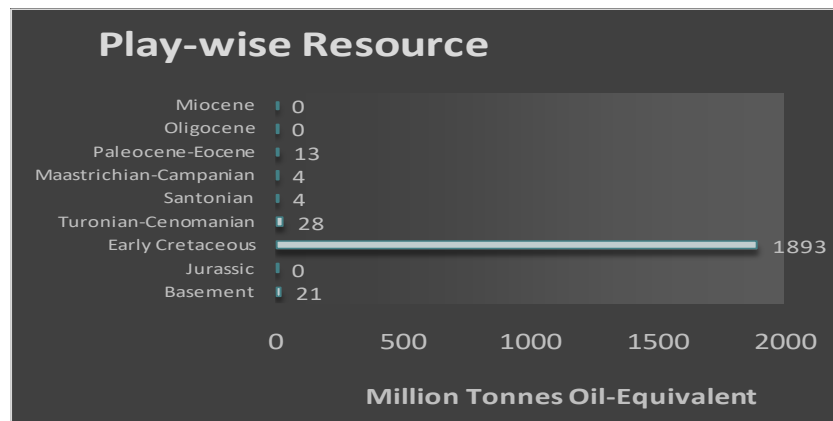 Play-wise Resource
Miocene 0
Oligocene 0
Paleocene-Eocene 13
Maastrichian-Campanian 4
Santonian 4
Turonian-Cenomanian 28
Early Cretaceous 1893
Jurassic 0
Basement 21
0 500 1000 1500 2000
Million Tonnes Oil-Equivalent